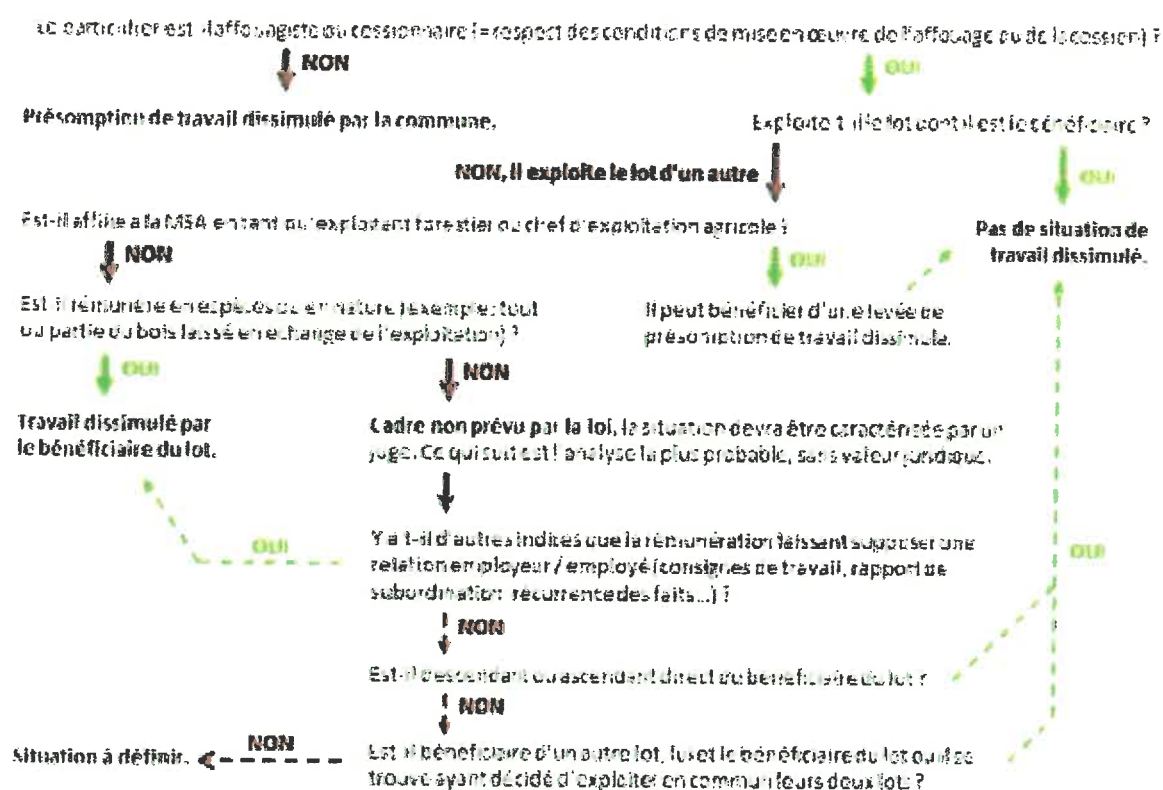 Le particulier est-il affouagiste ou cessionnaire (= respect des conditions de mise en œuvre de l'affouage ou de la cession) ?
NON
OUI
Présomption de travail dissimulé par la commune.
Exploite-t-il le lot dont il est le bénéficiaire ?
NON, il exploite le lot d'un autre
OUI
Est-il affilié à la MSA en tant qu'exploitant forestier ou chef d'exploitation agricole ?
Pas de situation de
travail dissimulé.
NON
OUI
Est-il rémunéré en espèces ou en nature (exemple : tout
ou partie du bois laissé en échange de l'exploitation) ?
Il peut bénéficier d'une levée de
présomption de travail dissimulé.
OUI
NON
Travail dissimulé par
le bénéficiaire du lot.
Cadre non prévu par la loi, la situation devra être caractérisée par un
juge. Ce qui suit est l'analyse la plus probable, sans valeur juridique.
Y a-t-il d'autres indices que la rémunération laissant supposer une
relation employeur / employé (consignes de travail, rapport de
subordination, récurrence des faits...) ?
OUI
OUI
NON
Est-il descendant ou ascendant direct du bénéficiaire du lot ?
NON
Est-il bénéficiaire d'un autre lot, lui et le bénéficiaire du lot où il se
trouve ayant décidé d'exploiter en commun leurs deux lots ?
NON
Situation à définir.